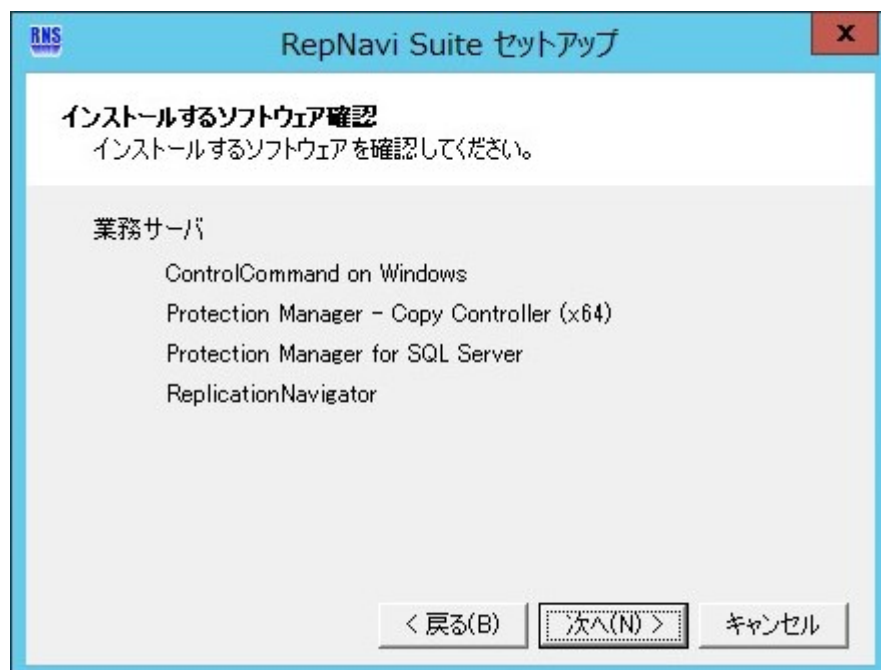 RNS
RepNavi Suite セットアップ
x
インストールするソフトウェア確認
インストールするソフトウェアを確認してください。
業務サーバ
ControlCommand on Windows
Protection Manager - Copy Controller (x64)
Protection Manager for SQL Server
ReplicationNavigator
< 戻る(B)
次へ(N) >
キャンセル